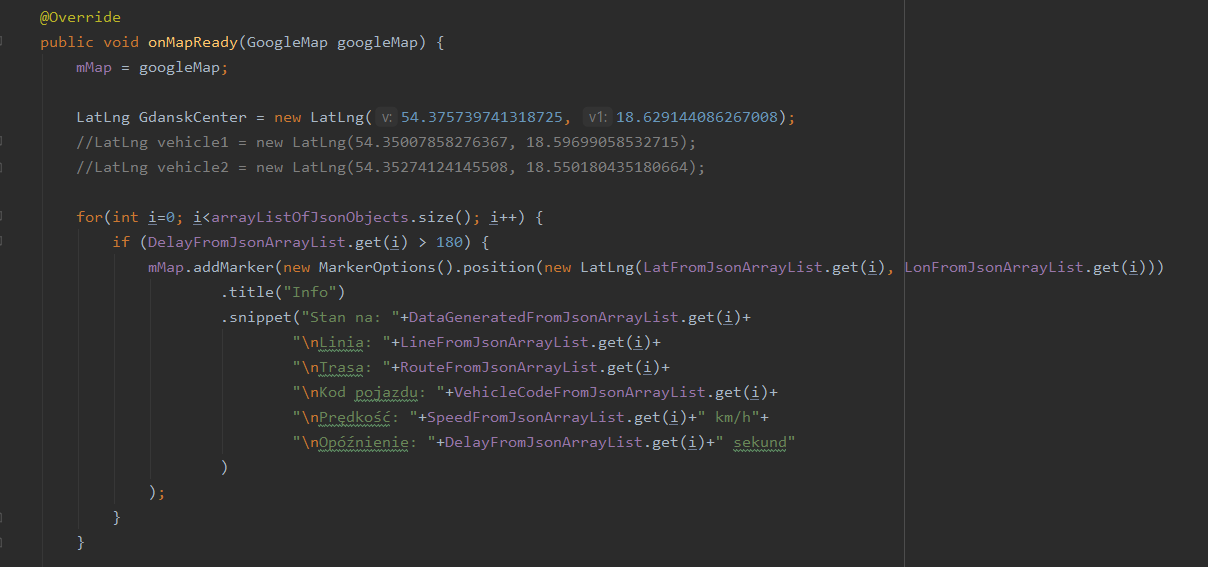 @Override
public void onMapReady(GoogleMap googleMap) {
mMap = googleMap;
LatLng GdanskCenter = new LatLng( v: 54.375739741318725, v1: 18.629144086267008);
//LatLng vehicle1 = new LatLng(54.35007858276367, 18.59699058532715);
//LatLng vehicle2 = new LatLng(54.35274124145508, 18.550180435180664);
for(int i=0; i<arrayListOfJsonObjects.size(); i++) {
if (DelayFromJsonArrayList.get(i) > 180) {
mMap.addMarker(new MarkerOptions().position(new LatLng(LatFromJsonArrayList.get(i), LonFromJsonArrayList.get(i)))
.title("Info")
.snippet("Stan na: "+DataGeneratedFromJsonArrayList.get(i)+
"\nLinia: "+LineFromJsonArrayList.get(i)+
"\nTrasa: "+RouteFromJsonArrayList.get(i)+
"\nKod pojazdu: "+VehicleCodeFromJsonArrayList.get(i)+
"\nPrędkość: "+SpeedFromJsonArrayList.get(i)+" km/h"+
"\nOpóźnienie: "+DelayFromJsonArrayList.get(i)+" sekund"
)
);
}
}